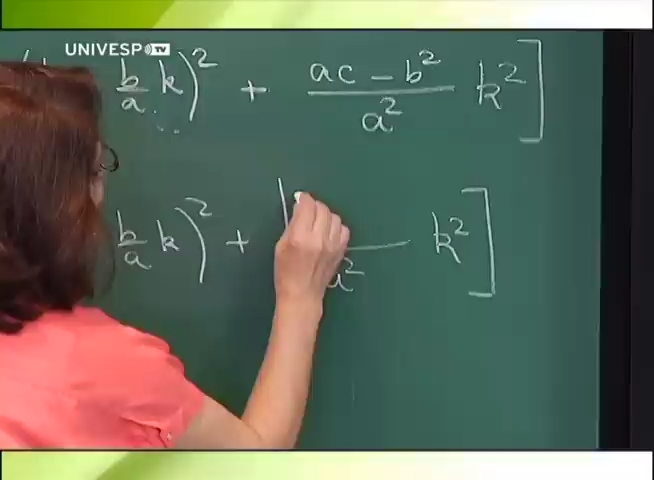 UNIVESP TV
b/a k)² + (ac − b²)/a² k²]
b/a k)² + | /a² k²]